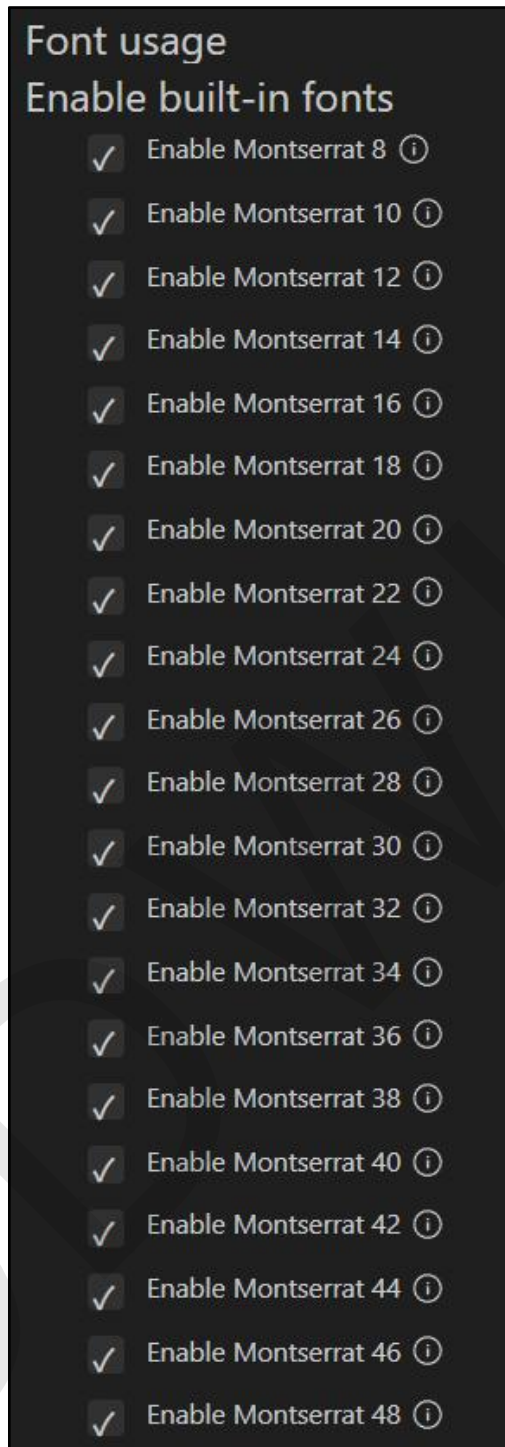 Font usage
Enable built-in fonts
Enable Montserrat 8
Enable Montserrat 10
Enable Montserrat 12
Enable Montserrat 14
Enable Montserrat 16
Enable Montserrat 18
Enable Montserrat 20
Enable Montserrat 22
Enable Montserrat 24
Enable Montserrat 26
Enable Montserrat 28
Enable Montserrat 30
Enable Montserrat 32
Enable Montserrat 34
Enable Montserrat 36
Enable Montserrat 38
Enable Montserrat 40
Enable Montserrat 42
Enable Montserrat 44
Enable Montserrat 46
Enable Montserrat 48